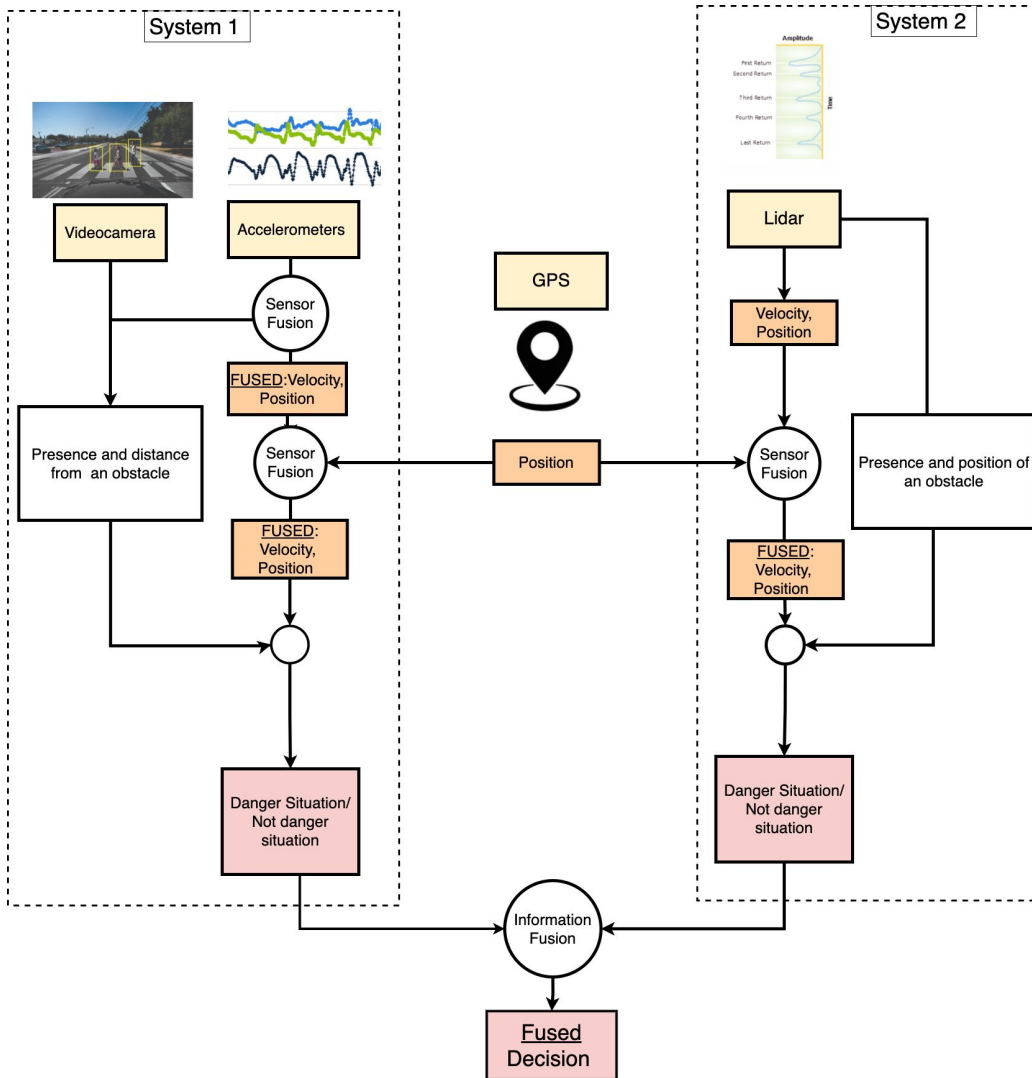 System 1
System 2
Amplitude
First Return
Second Return
Third Return
Fourth Return
Last Return
Time
Videocamera
Accelerometers
Lidar
GPS
Sensor
Fusion
Velocity,
Position
FUSED:Velocity,
Position
Presence and distance
from an obstacle
Sensor
Fusion
Position
Sensor
Fusion
Presence and position of
an obstacle
FUSED:
Velocity,
Position
FUSED:
Velocity,
Position
Danger Situation/
Not danger
situation
Danger Situation/
Not danger
situation
Information
Fusion
Fused
Decision